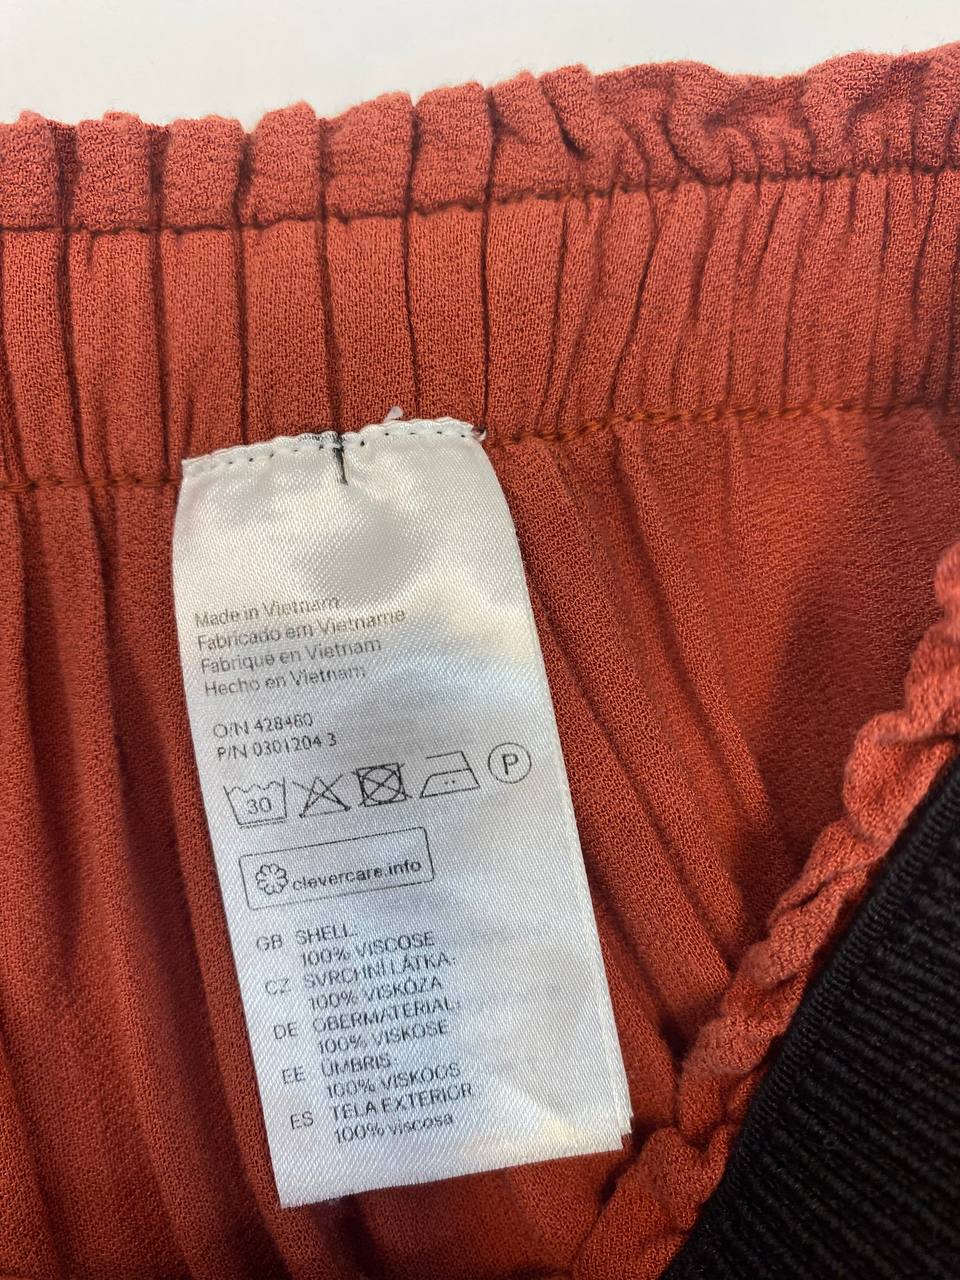 Made in Vietnam
Fabricado em Vietname
Fabriqué en Vietnam
Hecho en Vietnam
O/N 428460
P/N 0301204 3
30 P
clevercare.info
GB SHELL:
100% VISCOSE
CZ SVRCHNÍ LÁTKA:
100% VISKÓZA
DE OBERMATERIAL:
100% VISKOSE
EE ÜMBRIS:
100% VISKOOS
ES TELA EXTERIOR
100% viscosa